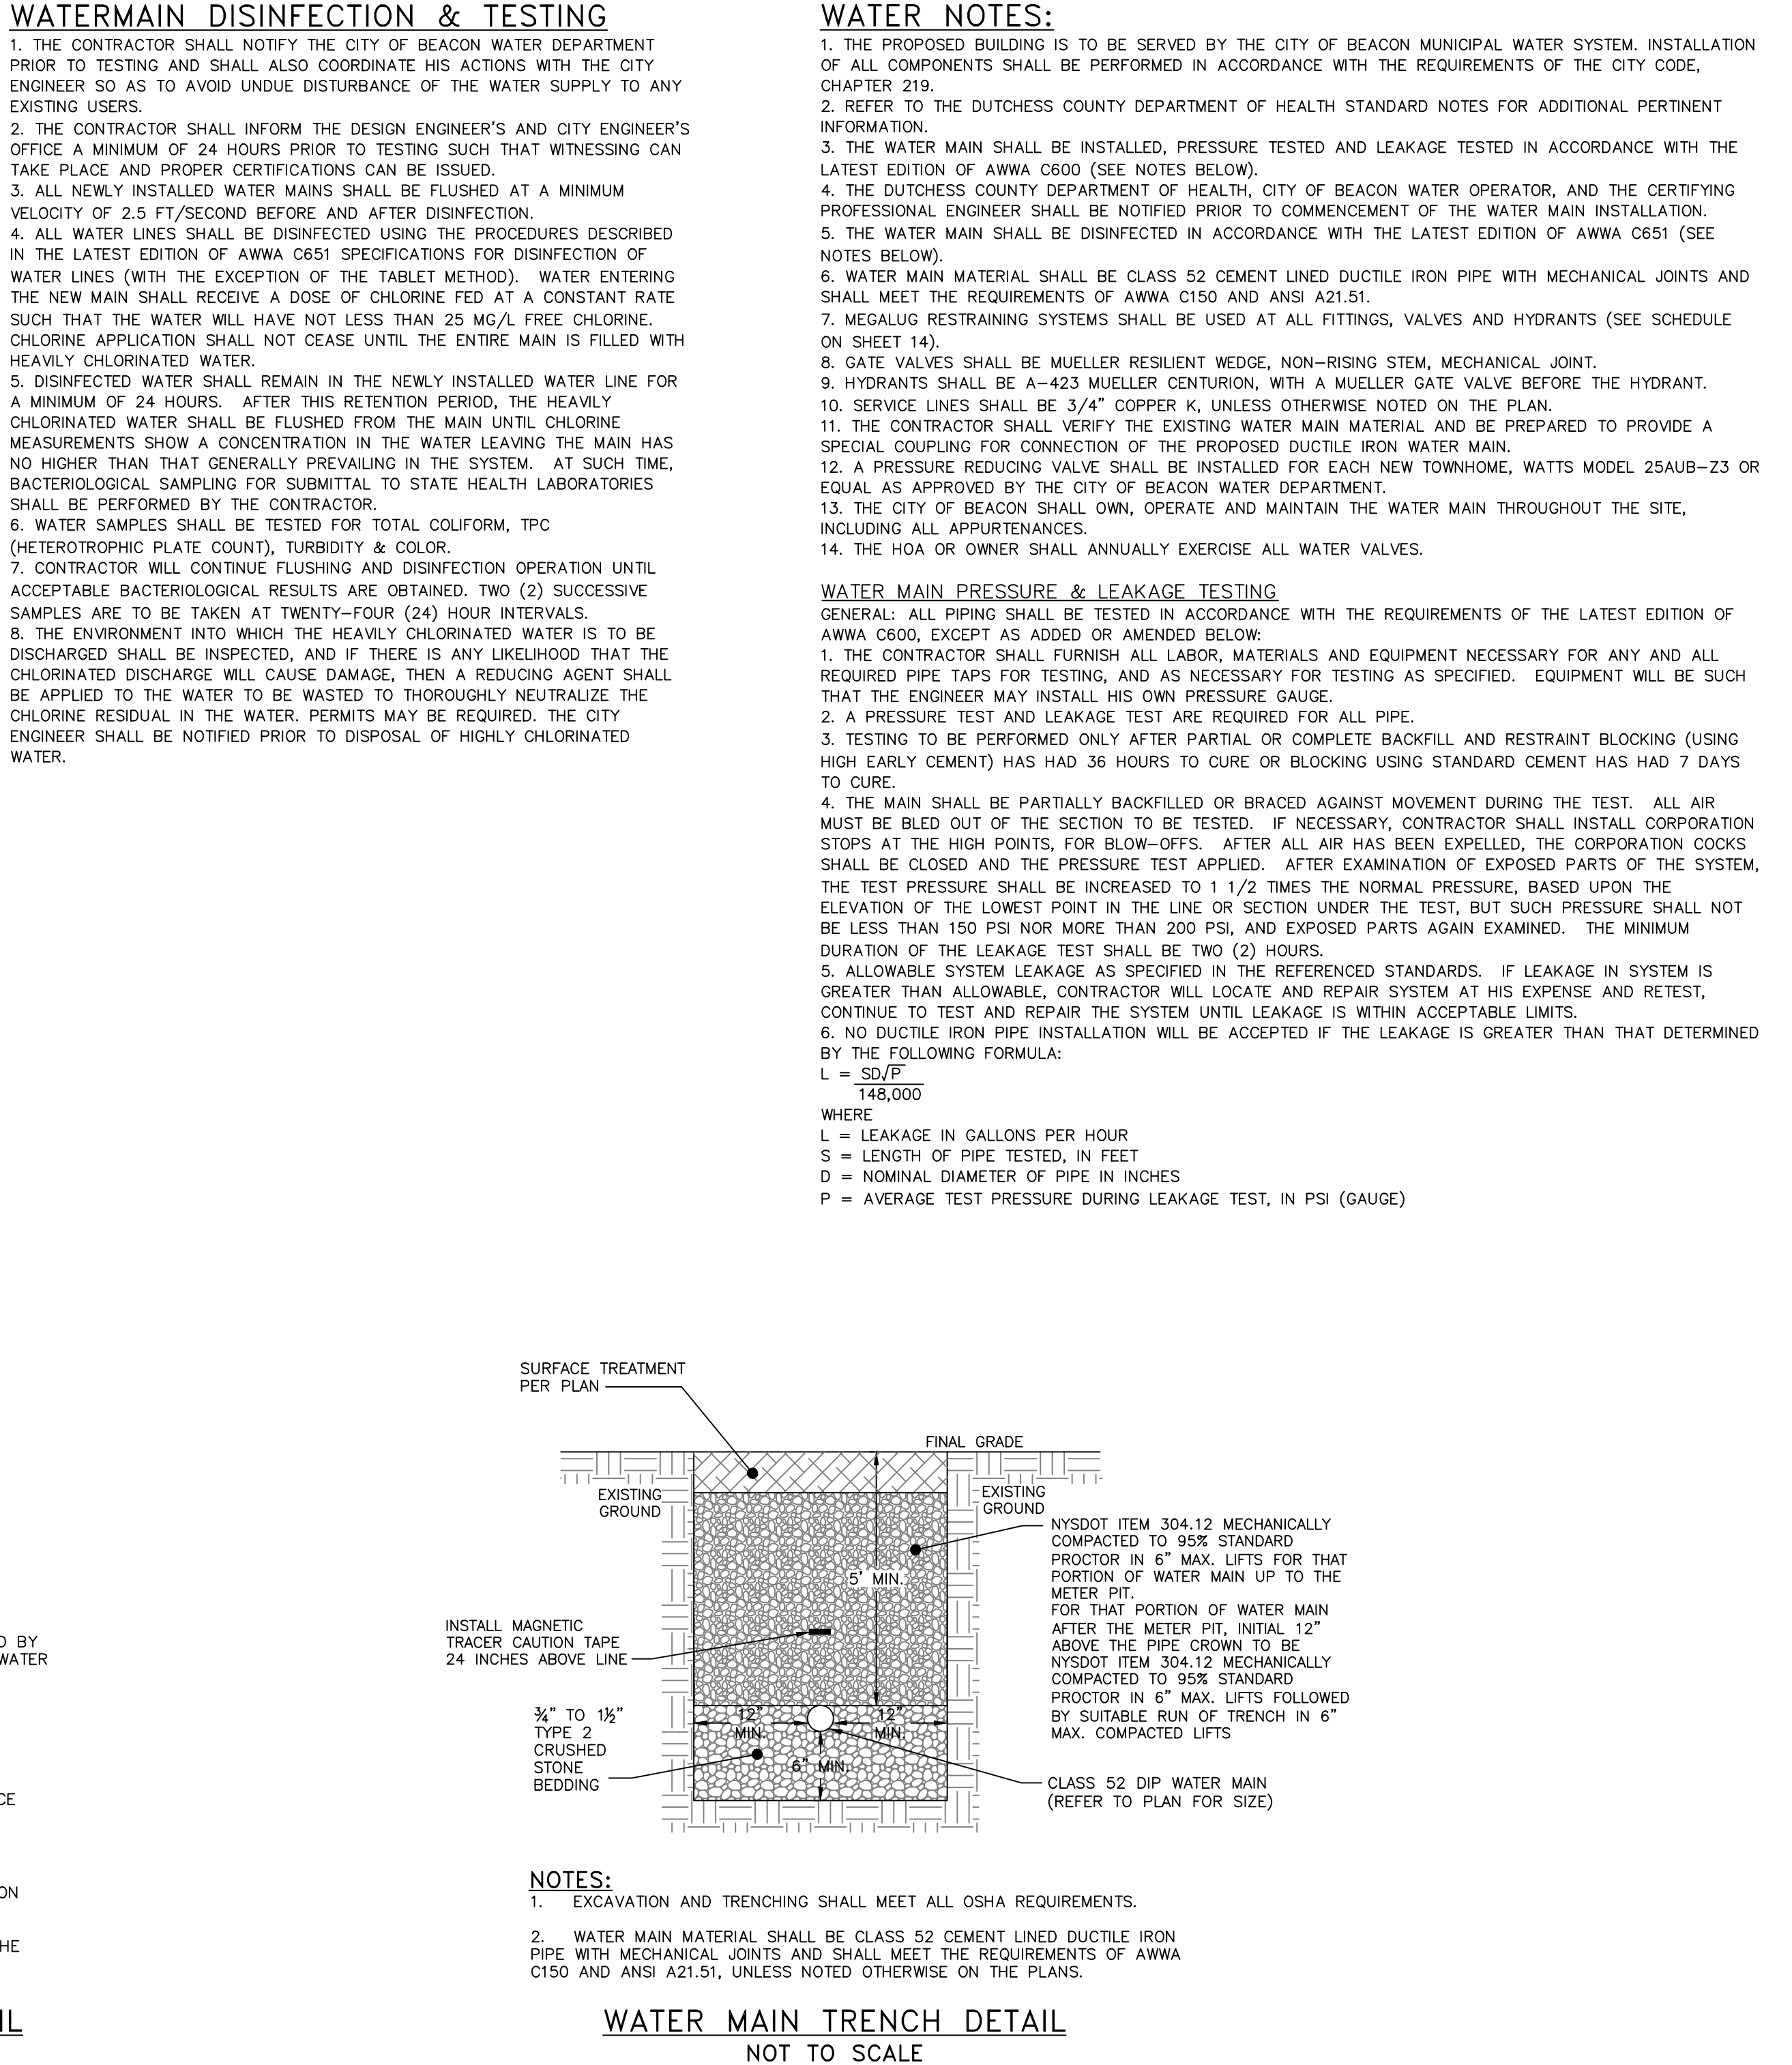 WATERMAIN DISINFECTION & TESTING
1. THE CONTRACTOR SHALL NOTIFY THE CITY OF BEACON WATER DEPARTMENT
PRIOR TO TESTING AND SHALL ALSO COORDINATE HIS ACTIONS WITH THE CITY
ENGINEER SO AS TO AVOID UNDUE DISTURBANCE OF THE WATER SUPPLY TO ANY
EXISTING USERS.
2. THE CONTRACTOR SHALL INFORM THE DESIGN ENGINEER'S AND CITY ENGINEER'S
OFFICE A MINIMUM OF 24 HOURS PRIOR TO TESTING SUCH THAT WITNESSING CAN
TAKE PLACE AND PROPER CERTIFICATIONS CAN BE ISSUED.
3. ALL NEWLY INSTALLED WATER MAINS SHALL BE FLUSHED AT A MINIMUM
VELOCITY OF 2.5 FT/SECOND BEFORE AND AFTER DISINFECTION.
4. ALL WATER LINES SHALL BE DISINFECTED USING THE PROCEDURES DESCRIBED
IN THE LATEST EDITION OF AWWA C651 SPECIFICATIONS FOR DISINFECTION OF
WATER LINES (WITH THE EXCEPTION OF THE TABLET METHOD). WATER ENTERING
THE NEW MAIN SHALL RECEIVE A DOSE OF CHLORINE FED AT A CONSTANT RATE
SUCH THAT THE WATER WILL HAVE NOT LESS THAN 25 MG/L FREE CHLORINE.
CHLORINE APPLICATION SHALL NOT CEASE UNTIL THE ENTIRE MAIN IS FILLED WITH
HEAVILY CHLORINATED WATER.
5. DISINFECTED WATER SHALL REMAIN IN THE NEWLY INSTALLED WATER LINE FOR
A MINIMUM OF 24 HOURS. AFTER THIS RETENTION PERIOD, THE HEAVILY
CHLORINATED WATER SHALL BE FLUSHED FROM THE MAIN UNTIL CHLORINE
MEASUREMENTS SHOW A CONCENTRATION IN THE WATER LEAVING THE MAIN HAS
NO HIGHER THAN THAT GENERALLY PREVAILING IN THE SYSTEM. AT SUCH TIME,
BACTERIOLOGICAL SAMPLING FOR SUBMITTAL TO STATE HEALTH LABORATORIES
SHALL BE PERFORMED BY THE CONTRACTOR.
6. WATER SAMPLES SHALL BE TESTED FOR TOTAL COLIFORM, TPC
(HETEROTROPHIC PLATE COUNT), TURBIDITY & COLOR.
7. CONTRACTOR WILL CONTINUE FLUSHING AND DISINFECTION OPERATION UNTIL
ACCEPTABLE BACTERIOLOGICAL RESULTS ARE OBTAINED. TWO (2) SUCCESSIVE
SAMPLES ARE TO BE TAKEN AT TWENTY-FOUR (24) HOUR INTERVALS.
8. THE ENVIRONMENT INTO WHICH THE HEAVILY CHLORINATED WATER IS TO BE
DISCHARGED SHALL BE INSPECTED, AND IF THERE IS ANY LIKELIHOOD THAT THE
CHLORINATED DISCHARGE WILL CAUSE DAMAGE, THEN A REDUCING AGENT SHALL
BE APPLIED TO THE WATER TO BE WASTED TO THOROUGHLY NEUTRALIZE THE
CHLORINE RESIDUAL IN THE WATER. PERMITS MAY BE REQUIRED. THE CITY
ENGINEER SHALL BE NOTIFIED PRIOR TO DISPOSAL OF HIGHLY CHLORINATED
WATER.
WATER NOTES:
1. THE PROPOSED BUILDING IS TO BE SERVED BY THE CITY OF BEACON MUNICIPAL WATER SYSTEM. INSTALLATION
OF ALL COMPONENTS SHALL BE PERFORMED IN ACCORDANCE WITH THE REQUIREMENTS OF THE CITY CODE,
CHAPTER 219.
2. REFER TO THE DUTCHESS COUNTY DEPARTMENT OF HEALTH STANDARD NOTES FOR ADDITIONAL PERTINENT
INFORMATION.
3. THE WATER MAIN SHALL BE INSTALLED, PRESSURE TESTED AND LEAKAGE TESTED IN ACCORDANCE WITH THE
LATEST EDITION OF AWWA C600 (SEE NOTES BELOW).
4. THE DUTCHESS COUNTY DEPARTMENT OF HEALTH, CITY OF BEACON WATER OPERATOR, AND THE CERTIFYING
PROFESSIONAL ENGINEER SHALL BE NOTIFIED PRIOR TO COMMENCEMENT OF THE WATER MAIN INSTALLATION.
5. THE WATER MAIN SHALL BE DISINFECTED IN ACCORDANCE WITH THE LATEST EDITION OF AWWA C651 (SEE
NOTES BELOW).
6. WATER MAIN MATERIAL SHALL BE CLASS 52 CEMENT LINED DUCTILE IRON PIPE WITH MECHANICAL JOINTS AND
SHALL MEET THE REQUIREMENTS OF AWWA C150 AND ANSI A21.51.
7. MEGALUG RESTRAINING SYSTEMS SHALL BE USED AT ALL FITTINGS, VALVES AND HYDRANTS (SEE SCHEDULE
ON SHEET 14).
8. GATE VALVES SHALL BE MUELLER RESILIENT WEDGE, NON-RISING STEM, MECHANICAL JOINT.
9. HYDRANTS SHALL BE A-423 MUELLER CENTURION, WITH A MUELLER GATE VALVE BEFORE THE HYDRANT.
10. SERVICE LINES SHALL BE 3/4" COPPER K, UNLESS OTHERWISE NOTED ON THE PLAN.
11. THE CONTRACTOR SHALL VERIFY THE EXISTING WATER MAIN MATERIAL AND BE PREPARED TO PROVIDE A
SPECIAL COUPLING FOR CONNECTION OF THE PROPOSED DUCTILE IRON WATER MAIN.
12. A PRESSURE REDUCING VALVE SHALL BE INSTALLED FOR EACH NEW TOWNHOME, WATTS MODEL 25AUB-Z3 OR
EQUAL AS APPROVED BY THE CITY OF BEACON WATER DEPARTMENT.
13. THE CITY OF BEACON SHALL OWN, OPERATE AND MAINTAIN THE WATER MAIN THROUGHOUT THE SITE,
INCLUDING ALL APPURTENANCES.
14. THE HOA OR OWNER SHALL ANNUALLY EXERCISE ALL WATER VALVES.
WATER MAIN PRESSURE & LEAKAGE TESTING
GENERAL: ALL PIPING SHALL BE TESTED IN ACCORDANCE WITH THE REQUIREMENTS OF THE LATEST EDITION OF
AWWA C600, EXCEPT AS ADDED OR AMENDED BELOW:
1. THE CONTRACTOR SHALL FURNISH ALL LABOR, MATERIALS AND EQUIPMENT NECESSARY FOR ANY AND ALL
REQUIRED PIPE TAPS FOR TESTING, AND AS NECESSARY FOR TESTING AS SPECIFIED. EQUIPMENT WILL BE SUCH
THAT THE ENGINEER MAY INSTALL HIS OWN PRESSURE GAUGE.
2. A PRESSURE TEST AND LEAKAGE TEST ARE REQUIRED FOR ALL PIPE.
3. TESTING TO BE PERFORMED ONLY AFTER PARTIAL OR COMPLETE BACKFILL AND RESTRAINT BLOCKING (USING
HIGH EARLY CEMENT) HAS HAD 36 HOURS TO CURE OR BLOCKING USING STANDARD CEMENT HAS HAD 7 DAYS
TO CURE.
4. THE MAIN SHALL BE PARTIALLY BACKFILLED OR BRACED AGAINST MOVEMENT DURING THE TEST. ALL AIR
MUST BE BLED OUT OF THE SECTION TO BE TESTED. IF NECESSARY, CONTRACTOR SHALL INSTALL CORPORATION
STOPS AT THE HIGH POINTS, FOR BLOW-OFFS. AFTER ALL AIR HAS BEEN EXPELLED, THE CORPORATION COCKS
SHALL BE CLOSED AND THE PRESSURE TEST APPLIED. AFTER EXAMINATION OF EXPOSED PARTS OF THE SYSTEM,
THE TEST PRESSURE SHALL BE INCREASED TO 1 1/2 TIMES THE NORMAL PRESSURE, BASED UPON THE
ELEVATION OF THE LOWEST POINT IN THE LINE OR SECTION UNDER THE TEST, BUT SUCH PRESSURE SHALL NOT
BE LESS THAN 150 PSI NOR MORE THAN 200 PSI, AND EXPOSED PARTS AGAIN EXAMINED. THE MINIMUM
DURATION OF THE LEAKAGE TEST SHALL BE TWO (2) HOURS.
5. ALLOWABLE SYSTEM LEAKAGE AS SPECIFIED IN THE REFERENCED STANDARDS. IF LEAKAGE IN SYSTEM IS
GREATER THAN ALLOWABLE, CONTRACTOR WILL LOCATE AND REPAIR SYSTEM AT HIS EXPENSE AND RETEST,
CONTINUE TO TEST AND REPAIR THE SYSTEM UNTIL LEAKAGE IS WITHIN ACCEPTABLE LIMITS.
6. NO DUCTILE IRON PIPE INSTALLATION WILL BE ACCEPTED IF THE LEAKAGE IS GREATER THAN THAT DETERMINED
BY THE FOLLOWING FORMULA:
L = SD√P
148,000
WHERE
L = LEAKAGE IN GALLONS PER HOUR
S = LENGTH OF PIPE TESTED, IN FEET
D = NOMINAL DIAMETER OF PIPE IN INCHES
P = AVERAGE TEST PRESSURE DURING LEAKAGE TEST, IN PSI (GAUGE)
D BY
WATER
CE
ON
HE
IL
SURFACE TREATMENT
PER PLAN
FINAL GRADE
EXISTING
GROUND
EXISTING
GROUND
5' MIN.
NYSDOT ITEM 304.12 MECHANICALLY
COMPACTED TO 95% STANDARD
PROCTOR IN 6" MAX. LIFTS FOR THAT
PORTION OF WATER MAIN UP TO THE
METER PIT.
FOR THAT PORTION OF WATER MAIN
AFTER THE METER PIT, INITIAL 12"
ABOVE THE PIPE CROWN TO BE
NYSDOT ITEM 304.12 MECHANICALLY
COMPACTED TO 95% STANDARD
PROCTOR IN 6" MAX. LIFTS FOLLOWED
BY SUITABLE RUN OF TRENCH IN 6"
MAX. COMPACTED LIFTS
INSTALL MAGNETIC
TRACER CAUTION TAPE
24 INCHES ABOVE LINE
¾" TO 1½"
TYPE 2
CRUSHED
STONE
BEDDING
12"
MIN.
12"
MIN.
6" MIN.
CLASS 52 DIP WATER MAIN
(REFER TO PLAN FOR SIZE)
NOTES:
1. EXCAVATION AND TRENCHING SHALL MEET ALL OSHA REQUIREMENTS.
2. WATER MAIN MATERIAL SHALL BE CLASS 52 CEMENT LINED DUCTILE IRON
PIPE WITH MECHANICAL JOINTS AND SHALL MEET THE REQUIREMENTS OF AWWA
C150 AND ANSI A21.51, UNLESS NOTED OTHERWISE ON THE PLANS.
WATER MAIN TRENCH DETAIL
NOT TO SCALE